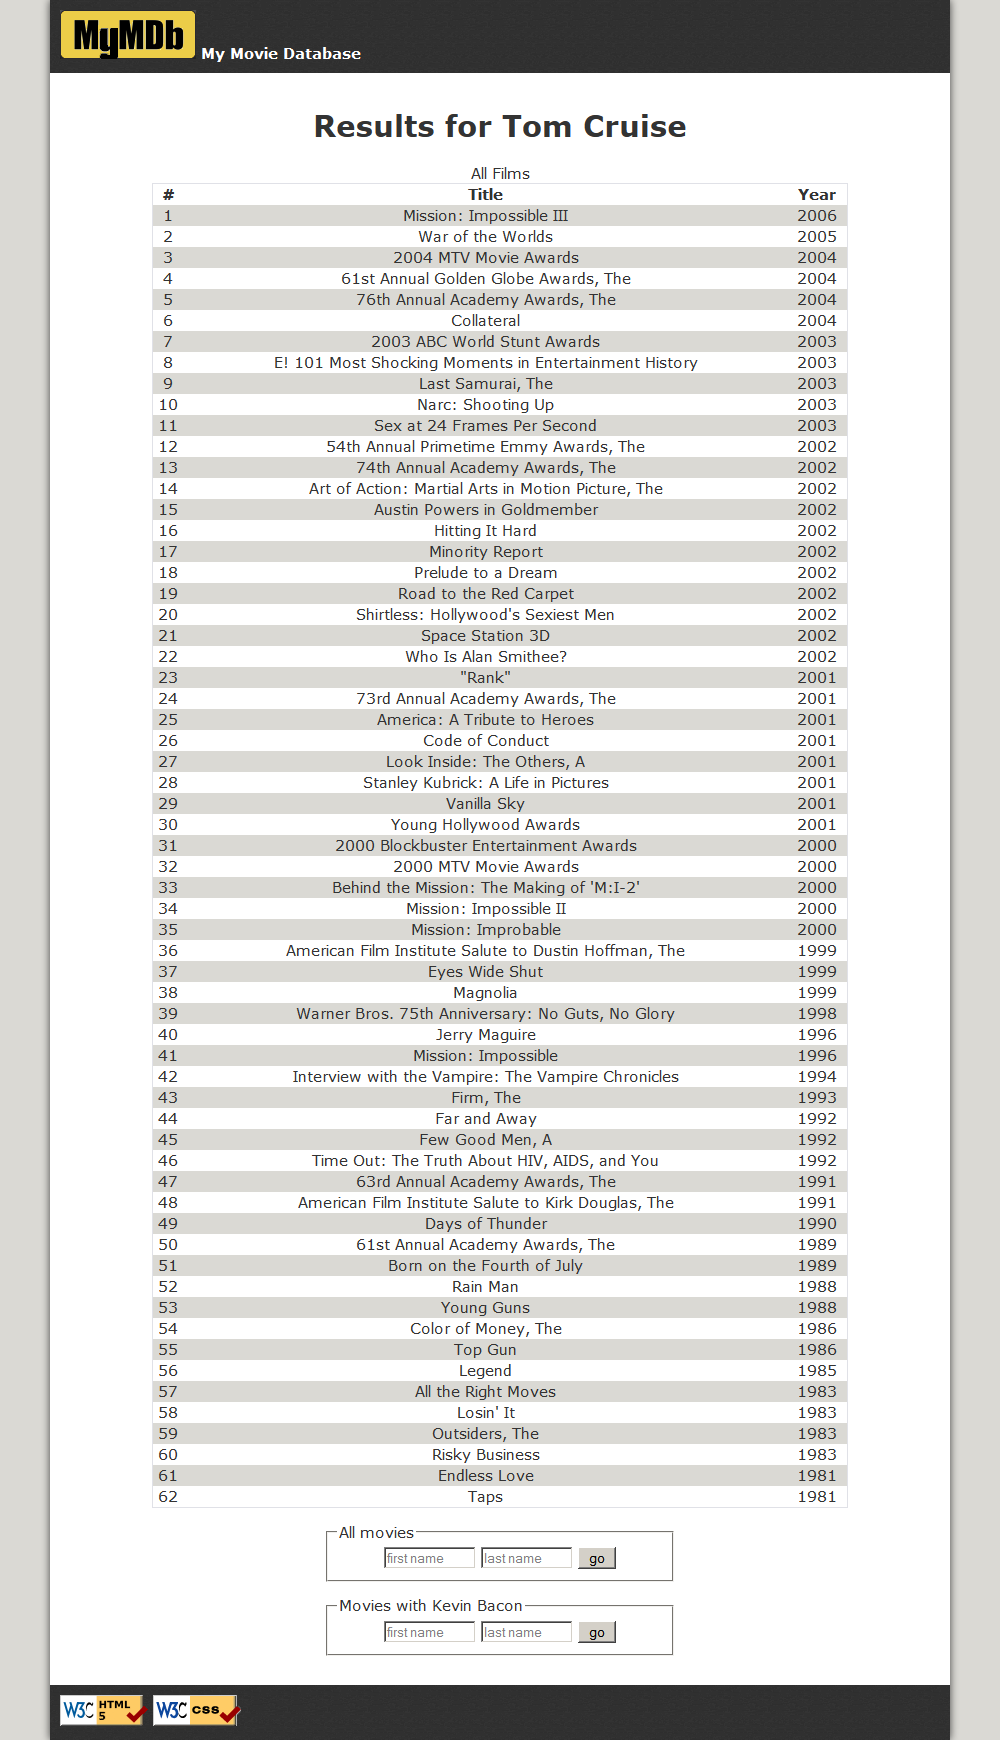 MyMDb My Movie Database
Results for Tom Cruise
All Films
# Title Year
1 Mission: Impossible III 2006
2 War of the Worlds 2005
3 2004 MTV Movie Awards 2004
4 61st Annual Golden Globe Awards, The 2004
5 76th Annual Academy Awards, The 2004
6 Collateral 2004
7 2003 ABC World Stunt Awards 2003
8 E! 101 Most Shocking Moments in Entertainment History 2003
9 Last Samurai, The 2003
10 Narc: Shooting Up 2003
11 Sex at 24 Frames Per Second 2003
12 54th Annual Primetime Emmy Awards, The 2002
13 74th Annual Academy Awards, The 2002
14 Art of Action: Martial Arts in Motion Picture, The 2002
15 Austin Powers in Goldmember 2002
16 Hitting It Hard 2002
17 Minority Report 2002
18 Prelude to a Dream 2002
19 Road to the Red Carpet 2002
20 Shirtless: Hollywood's Sexiest Men 2002
21 Space Station 3D 2002
22 Who Is Alan Smithee? 2002
23 "Rank" 2001
24 73rd Annual Academy Awards, The 2001
25 America: A Tribute to Heroes 2001
26 Code of Conduct 2001
27 Look Inside: The Others, A 2001
28 Stanley Kubrick: A Life in Pictures 2001
29 Vanilla Sky 2001
30 Young Hollywood Awards 2001
31 2000 Blockbuster Entertainment Awards 2000
32 2000 MTV Movie Awards 2000
33 Behind the Mission: The Making of 'M:I-2' 2000
34 Mission: Impossible II 2000
35 Mission: Improbable 2000
36 American Film Institute Salute to Dustin Hoffman, The 1999
37 Eyes Wide Shut 1999
38 Magnolia 1999
39 Warner Bros. 75th Anniversary: No Guts, No Glory 1998
40 Jerry Maguire 1996
41 Mission: Impossible 1996
42 Interview with the Vampire: The Vampire Chronicles 1994
43 Firm, The 1993
44 Far and Away 1992
45 Few Good Men, A 1992
46 Time Out: The Truth About HIV, AIDS, and You 1992
47 63rd Annual Academy Awards, The 1991
48 American Film Institute Salute to Kirk Douglas, The 1991
49 Days of Thunder 1990
50 61st Annual Academy Awards, The 1989
51 Born on the Fourth of July 1989
52 Rain Man 1988
53 Young Guns 1988
54 Color of Money, The 1986
55 Top Gun 1986
56 Legend 1985
57 All the Right Moves 1983
58 Losin' It 1983
59 Outsiders, The 1983
60 Risky Business 1983
61 Endless Love 1981
62 Taps 1981
All movies
first name last name go
Movies with Kevin Bacon
first name last name go
W3C HTML 5 W3C CSS